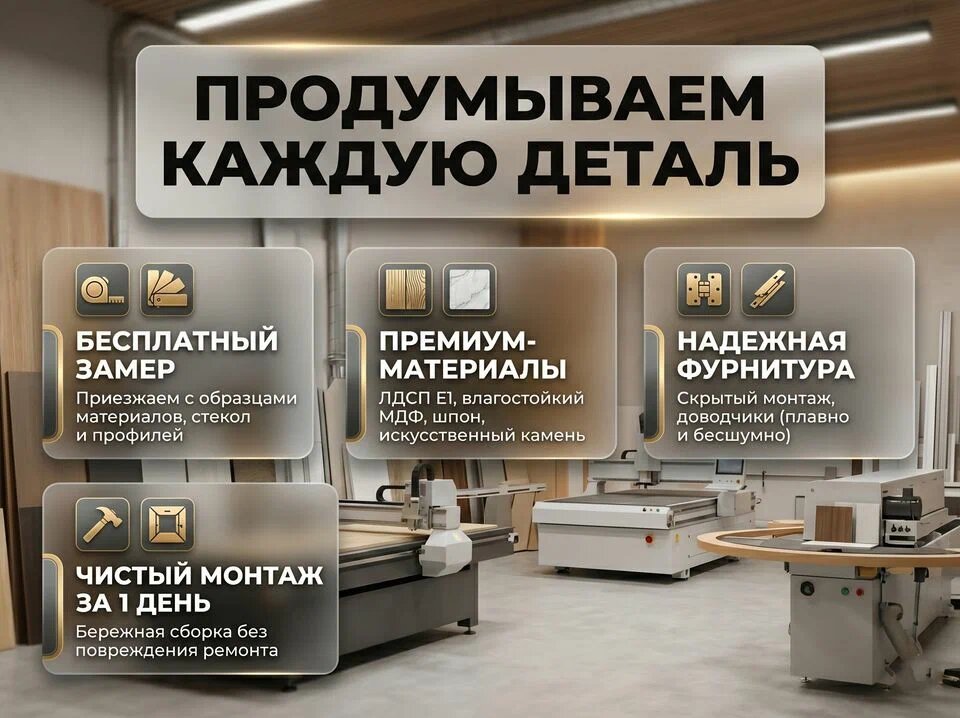 ПРОДУМЫВАЕМ
КАЖДУЮ ДЕТАЛЬ
БЕСПЛАТНЫЙ
ЗАМЕР
Приезжаем с образцами
материалов, стекол
и профилей
ПРЕМИУМ-
МАТЕРИАЛЫ
ЛДСП Е1, влагостойкий
МДФ, шпон,
искусственный камень
НАДЕЖНАЯ
ФУРНИТУРА
Скрытый монтаж,
доводчики (плавно
и бесшумно)
ЧИСТЫЙ МОНТАЖ
ЗА 1 ДЕНЬ
Бережная сборка без
повреждения ремонта